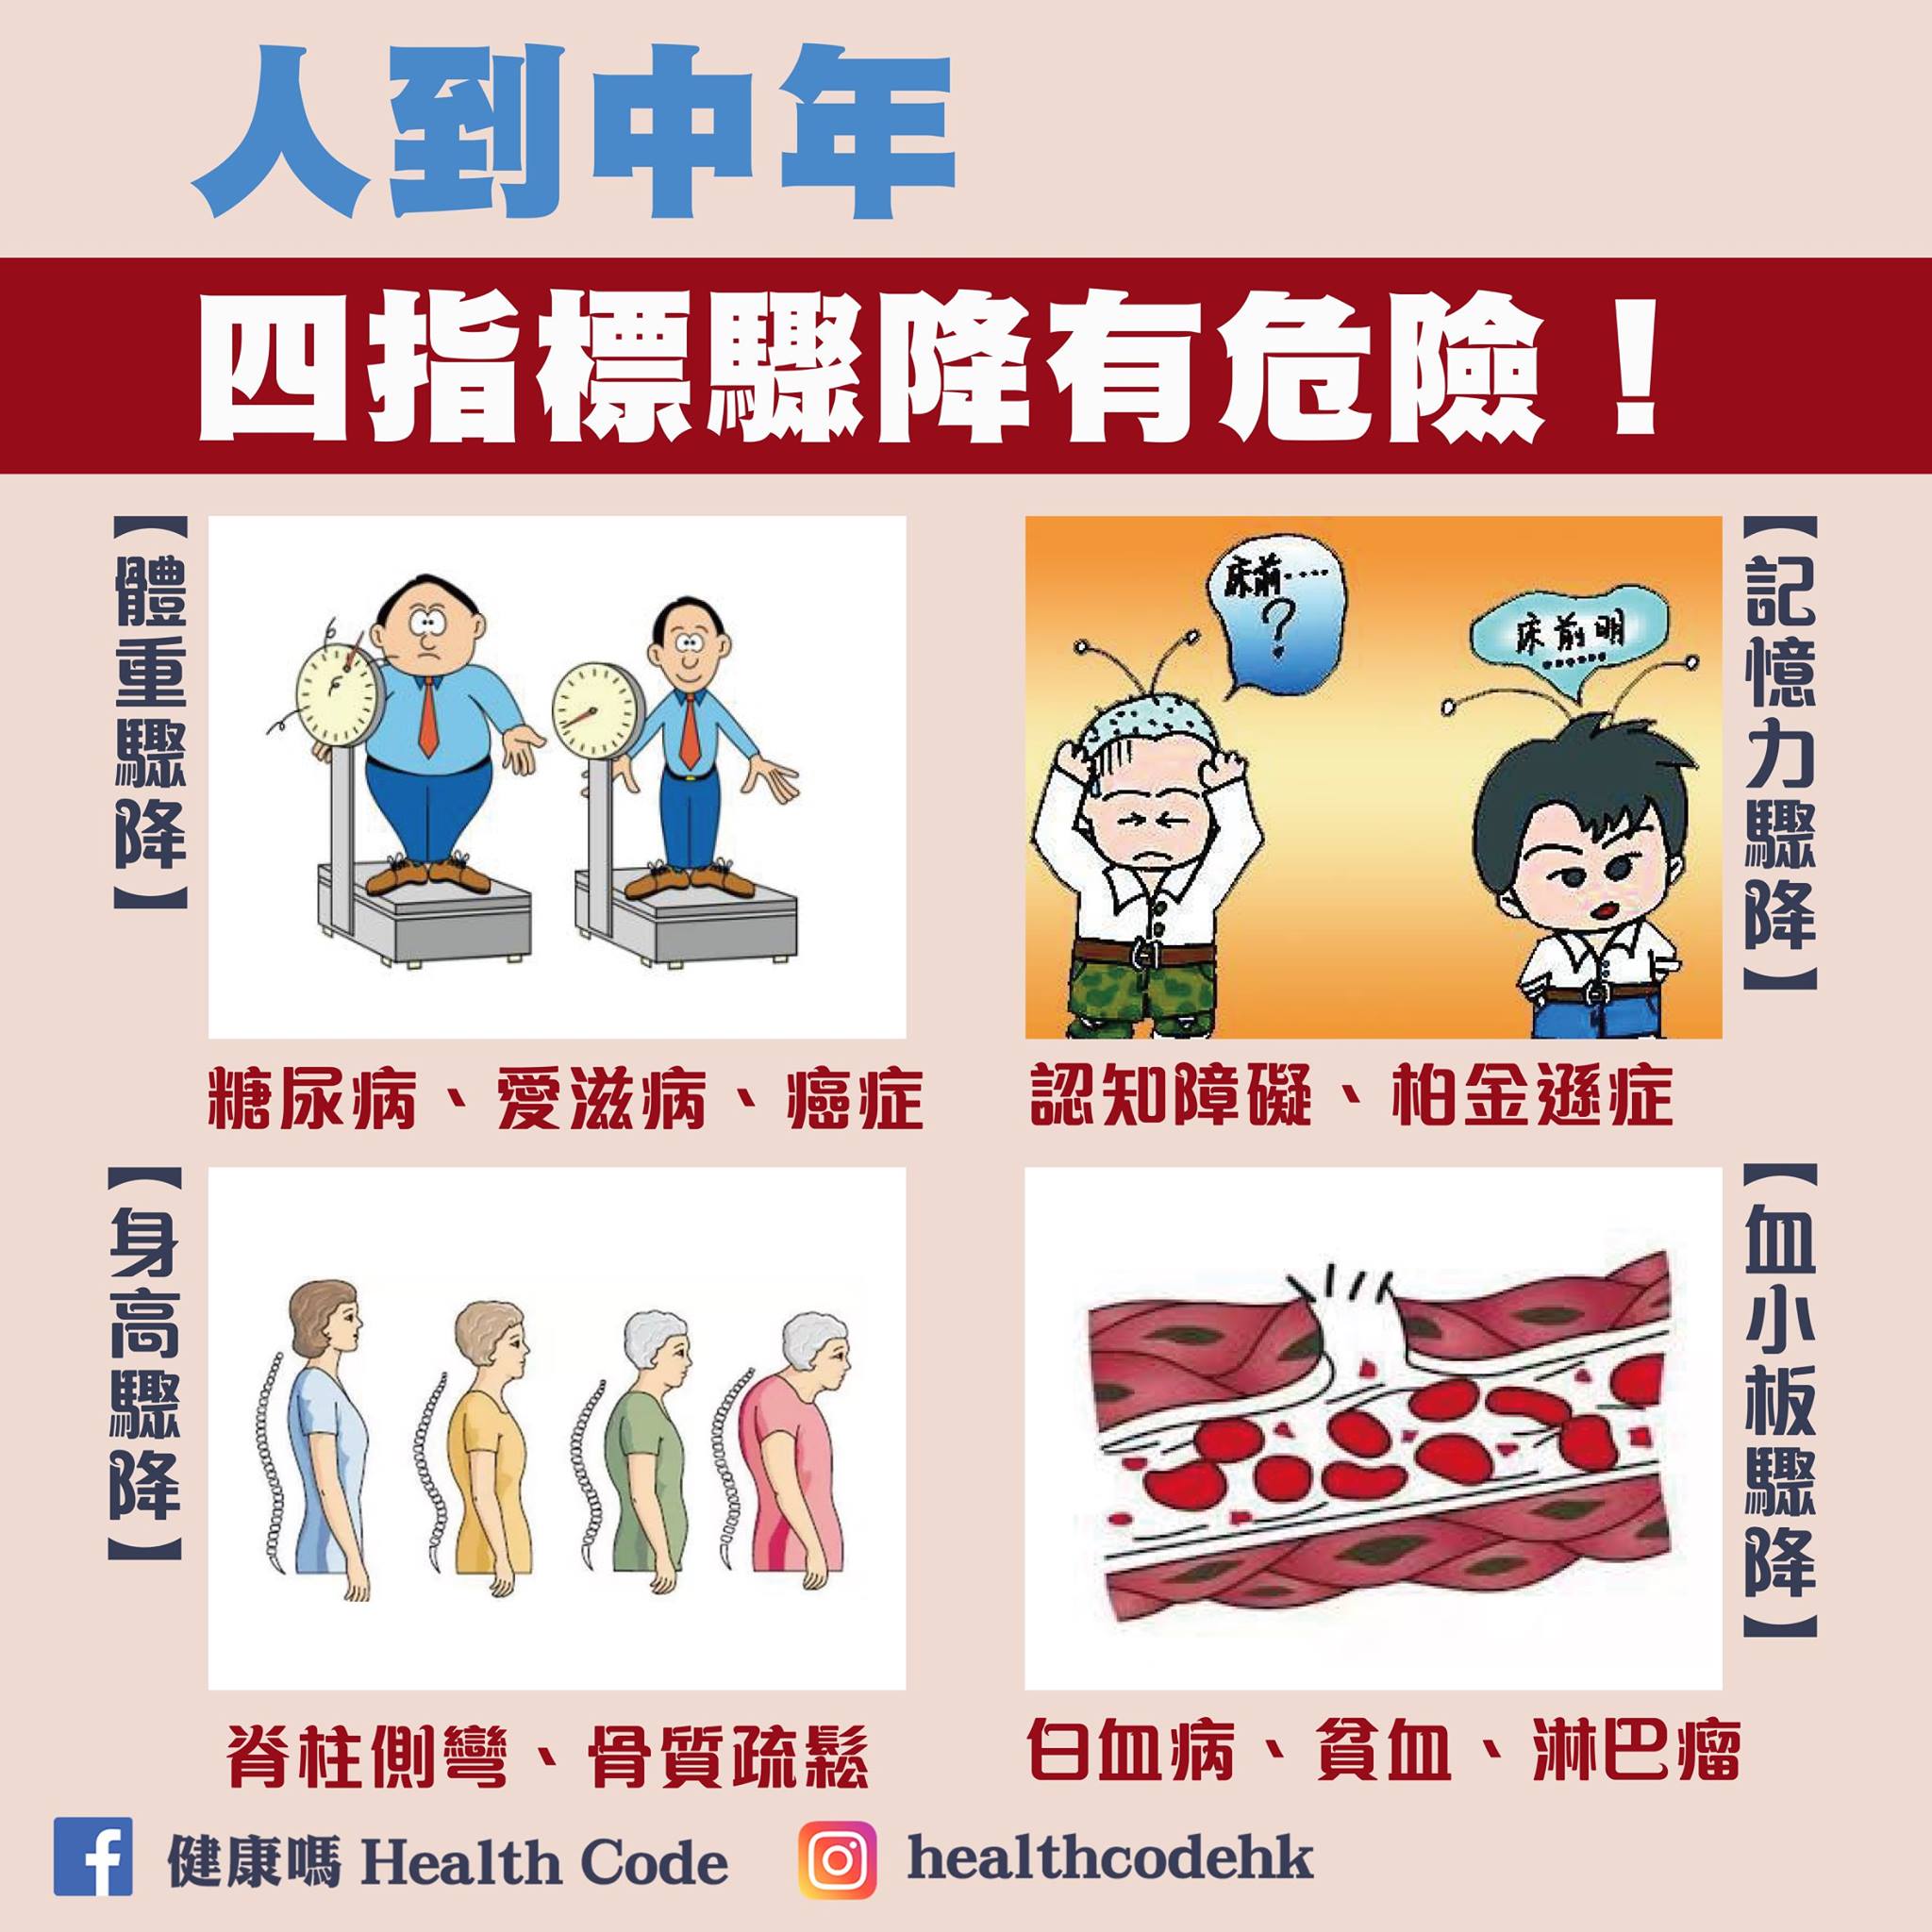 人到中年
四指標驟降有危險！
【體重驟降】
糖尿病、愛滋病、癌症
床前‥‥
?
床前明
‥‥‥
【記憶力驟降】
認知障礙、柏金遜症
【身高驟降】
脊柱側彎、骨質疏鬆
【血小板驟降】
白血病、貧血、淋巴瘤
健康嗎 Health Code
healthcodehk